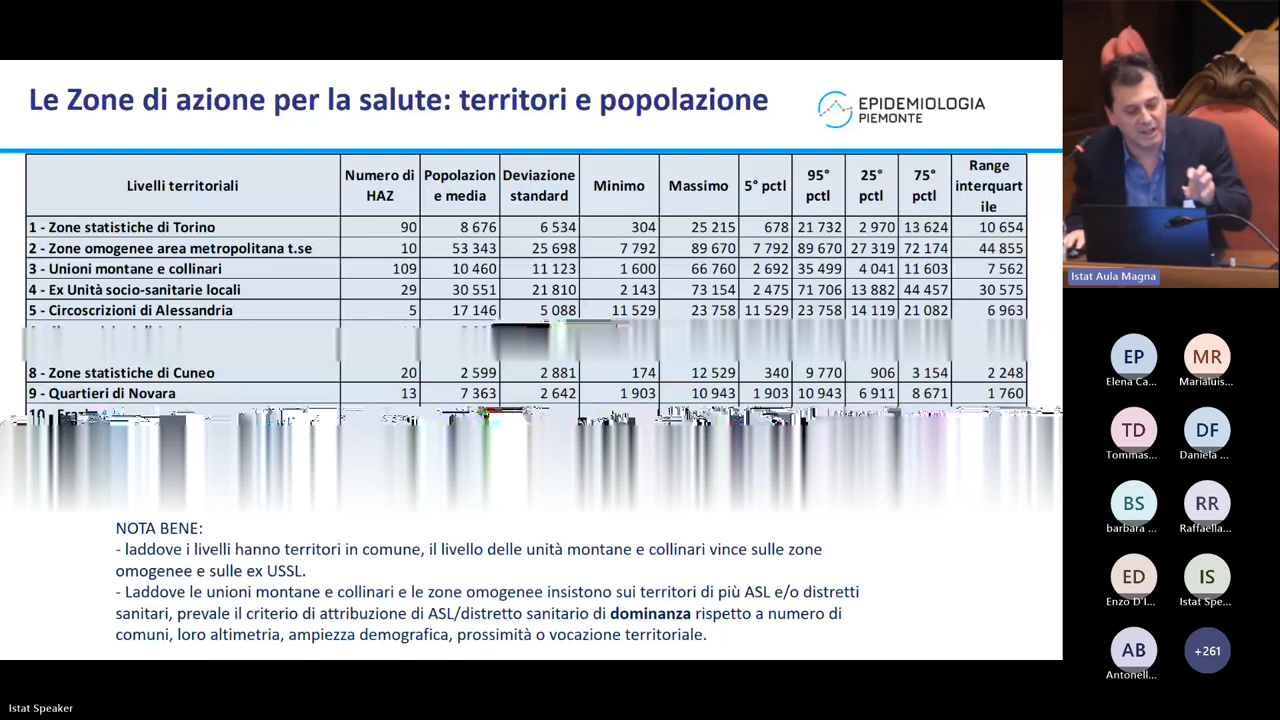 Le Zone di azione per la salute: territori e popolazione
EPIDEMIOLOGIA
PIEMONTE
Livelli territoriali Numero di HAZ Popolazion e media Deviazione standard Minimo Massimo 5° pctl 95° pctl 25° pctl 75° pctl Range interquart ile
1 - Zone statistiche di Torino 90 8 676 6 534 304 25 215 678 21 732 2 970 13 624 10 654
2 - Zone omogenee area metropolitana t.se 10 53 343 25 698 7 792 89 670 7 792 89 670 27 319 72 174 44 855
3 - Unioni montane e collinari 109 10 460 11 123 1 600 66 760 2 692 35 499 4 041 11 603 7 562
4 - Ex Unità socio-sanitarie locali 29 30 551 21 810 2 143 73 154 2 475 71 706 13 882 44 457 30 575
5 - Circoscrizioni di Alessandria 5 17 146 5 088 11 529 23 758 11 529 23 758 14 119 21 082 6 963
8 - Zone statistiche di Cuneo 20 2 599 2 881 174 12 529 340 9 770 906 3 154 2 248
9 - Quartieri di Novara 13 7 363 2 642 1 903 10 943 1 903 10 943 6 911 8 671 1 760
NOTA BENE:
- laddove i livelli hanno territori in comune, il livello delle unità montane e collinari vince sulle zone
omogenee e sulle ex USSL.
- Laddove le unioni montane e collinari e le zone omogenee insistono sui territori di più ASL e/o distretti
sanitari, prevale il criterio di attribuzione di ASL/distretto sanitario di dominanza rispetto a numero di
comuni, loro altimetria, ampiezza demografica, prossimità o vocazione territoriale.
Istat Aula Magna
EP MR
Elena Ca... Marialuis...
TD DF
Tommas... Daniela ...
BS RR
barbara ... Raffaella...
ED IS
Enzo D'I... Istat Spe...
AB +261
Antonell...
Istat Speaker